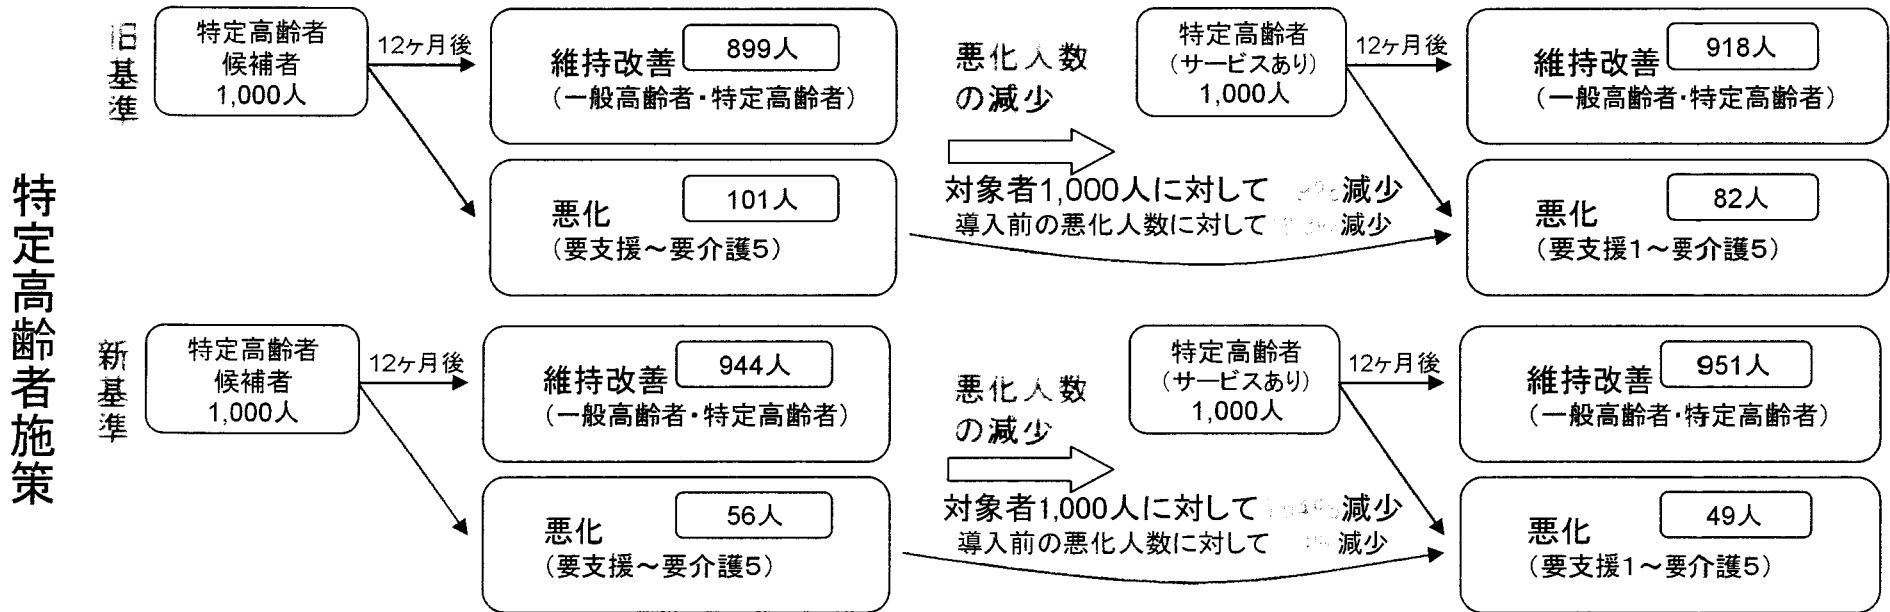 特定高齢者施策
旧基準
特定高齢者
候補者
1,000人
12ヶ月後
維持改善 899人
(一般高齢者・特定高齢者)
悪化 101人
(要支援～要介護5)
悪化人数
の減少
対象者1,000人に対して 減少
導入前の悪化人数に対して 減少
特定高齢者
(サービスあり)
1,000人
12ヶ月後
維持改善 918人
(一般高齢者・特定高齢者)
悪化 82人
(要支援1～要介護5)
新基準
特定高齢者
候補者
1,000人
12ヶ月後
維持改善 944人
(一般高齢者・特定高齢者)
悪化 56人
(要支援～要介護5)
悪化人数
の減少
対象者1,000人に対して 減少
導入前の悪化人数に対して 減少
特定高齢者
(サービスあり)
1,000人
12ヶ月後
維持改善 951人
(一般高齢者・特定高齢者)
悪化 49人
(要支援1～要介護5)